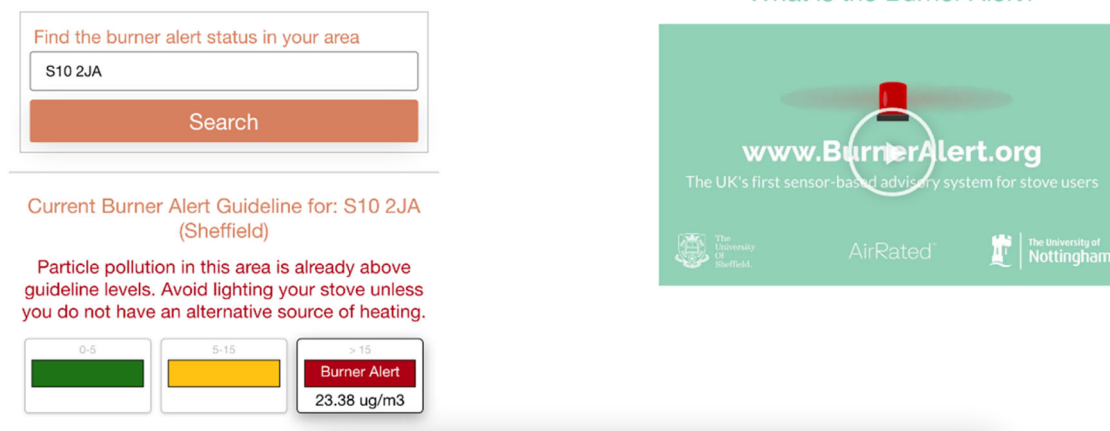 Find the burner alert status in your area
S10 2JA
Search
Current Burner Alert Guideline for: S10 2JA
(Sheffield)
Particle pollution in this area is already above
guideline levels. Avoid lighting your stove unless
you do not have an alternative source of heating.
0-5
5-15
> 15
Burner Alert
23.38 ug/m3
www.BurnerAlert.org
The UK's first sensor-based advisory system for stove users
The
University
Of
Sheffield.
AirRated
The University of
Nottingham